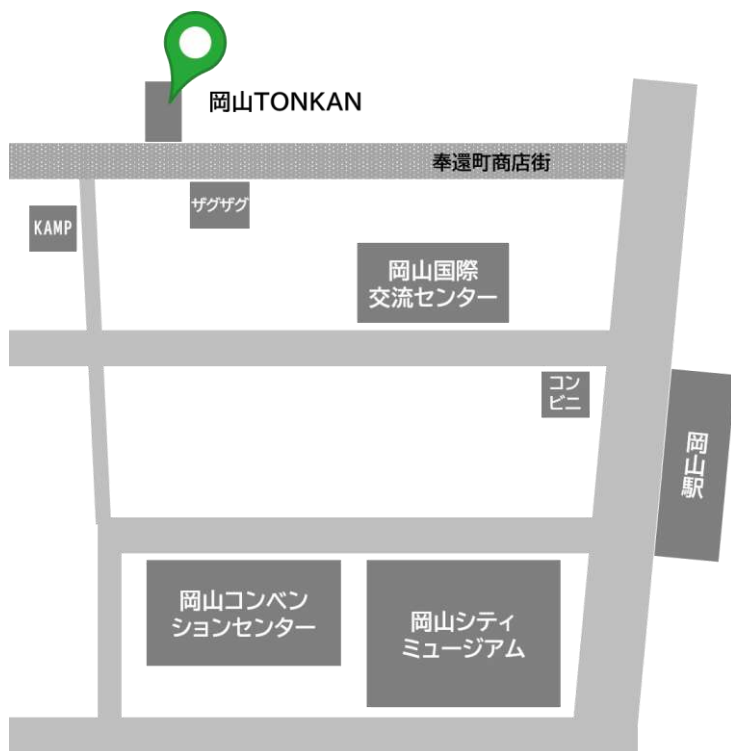 岡山TONKAN
奉還町商店街
ザグザグ
KAMP
岡山国際
交流センター
コン
ビニ
岡山駅
岡山コンベン
ションセンター
岡山シティ
ミュージアム